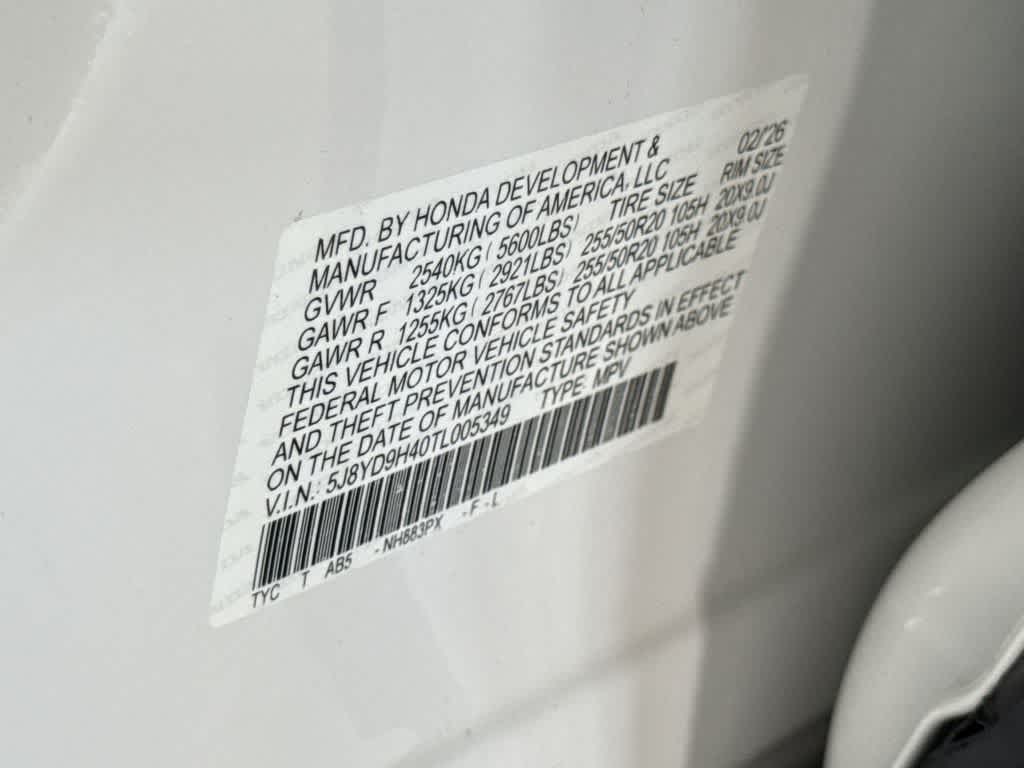 MFD. BY HONDA DEVELOPMENT &
MANUFACTURING OF AMERICA, LLC 02/'26
GVWR 2540KG ( 5600LBS) TIRE SIZE RIM SIZE
GAWR F 1325KG ( 2921LBS) 255/50R20 105H 20X9.0J
GAWR R 1255KG ( 2767LBS) 255/50R20 105H 20X9.0J
THIS VEHICLE CONFORMS TO ALL APPLICABLE
FEDERAL MOTOR VEHICLE SAFETY
AND THEFT PREVENTION STANDARDS IN EFFECT
ON THE DATE OF MANUFACTURE SHOWN ABOVE
V.I.N.: 5J8YD9H40TL005349 TYPE: MPV
TYC T AB5 - NH883PX - F - L